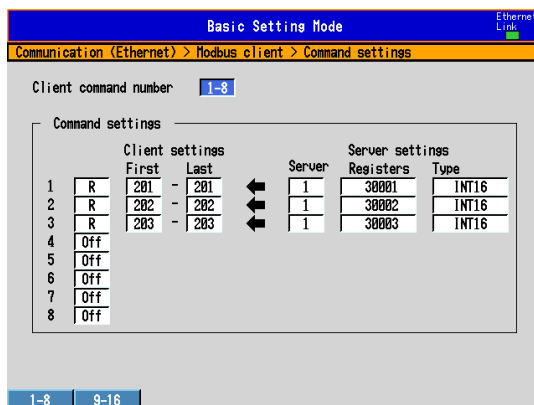 Basic Setting Mode
Ethernet
Link
Communication (Ethernet) > Modbus client > Command settings
Client command number 1-8
Command settings
Client settings Server settings
First Last Server Registers Type
1 R 201 - 201 1 30001 INT16
2 R 202 - 202 1 30002 INT16
3 R 203 - 203 1 30003 INT16
4 Off
5 Off
6 Off
7 Off
8 Off
1-8 9-16